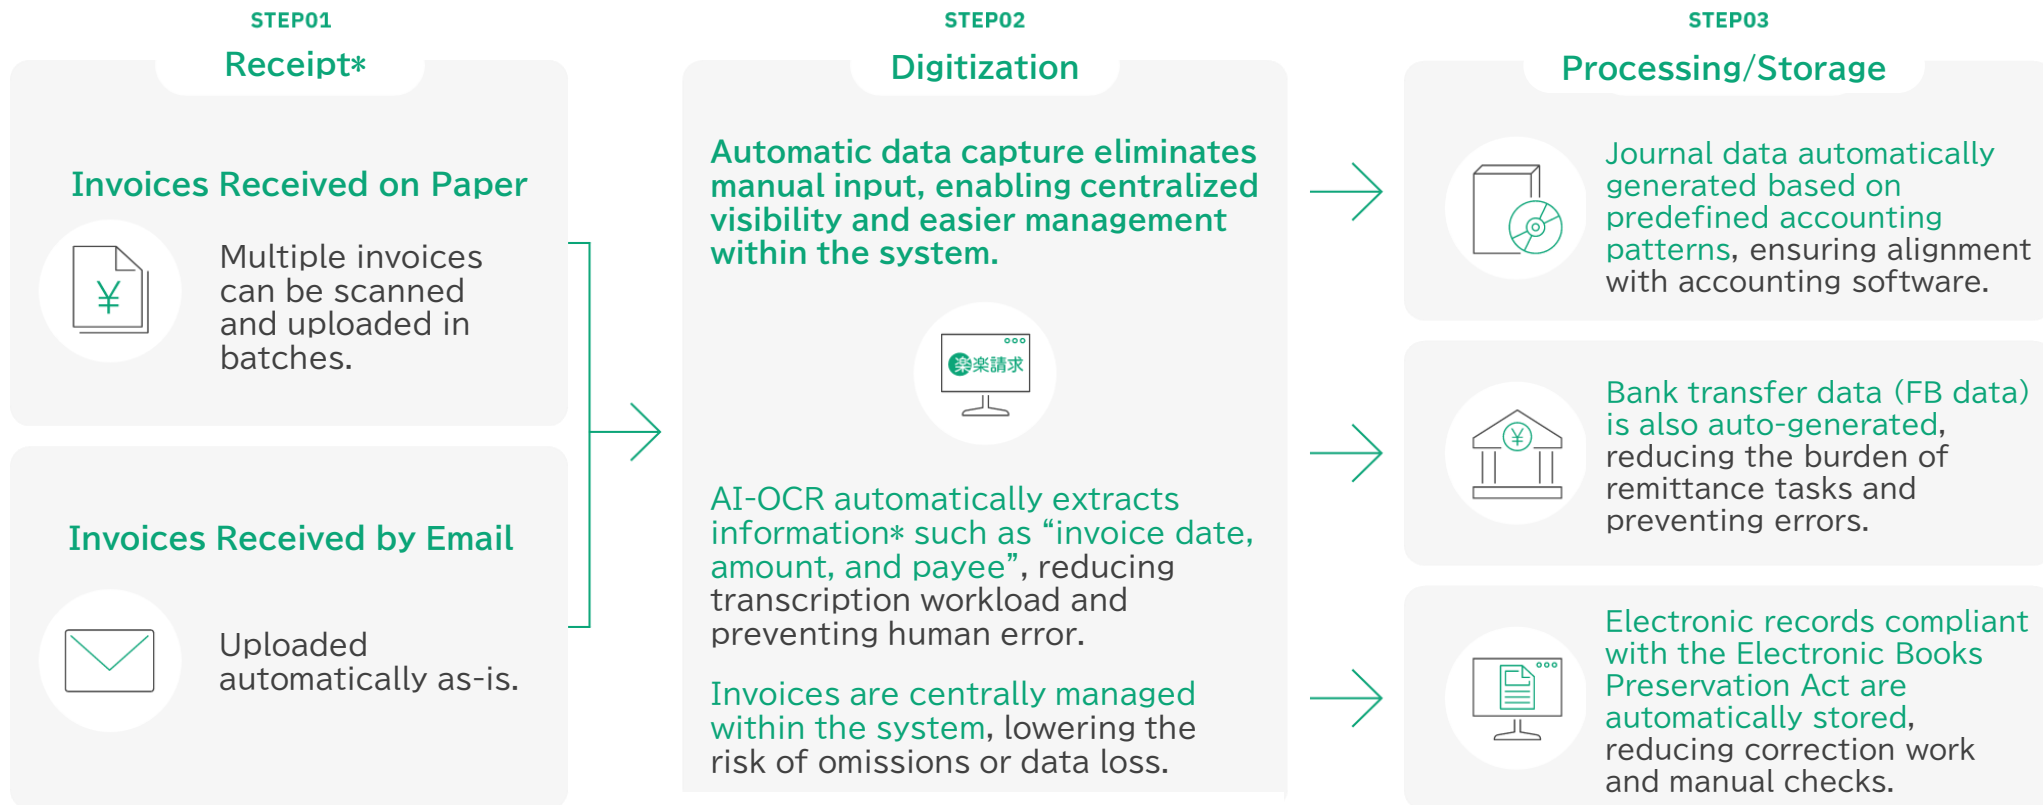 STEP01
Receipt*
Invoices Received on Paper
¥
Multiple invoices
can be scanned
and uploaded in
batches.
Invoices Received by Email
Uploaded
automatically as-is.
STEP02
Digitization
Automatic data capture eliminates
manual input, enabling centralized
visibility and easier management
within the system.
楽楽請求
AI-OCR automatically extracts
information* such as “invoice date,
amount, and payee”, reducing
transcription workload and
preventing human error.
Invoices are centrally managed
within the system, lowering the
risk of omissions or data loss.
STEP03
Processing/Storage
Journal data automatically
generated based on
predefined accounting
patterns, ensuring alignment
with accounting software.
¥
Bank transfer data (FB data)
is also auto-generated,
reducing the burden of
remittance tasks and
preventing errors.
Electronic records compliant
with the Electronic Books
Preservation Act are
automatically stored,
reducing correction work
and manual checks.